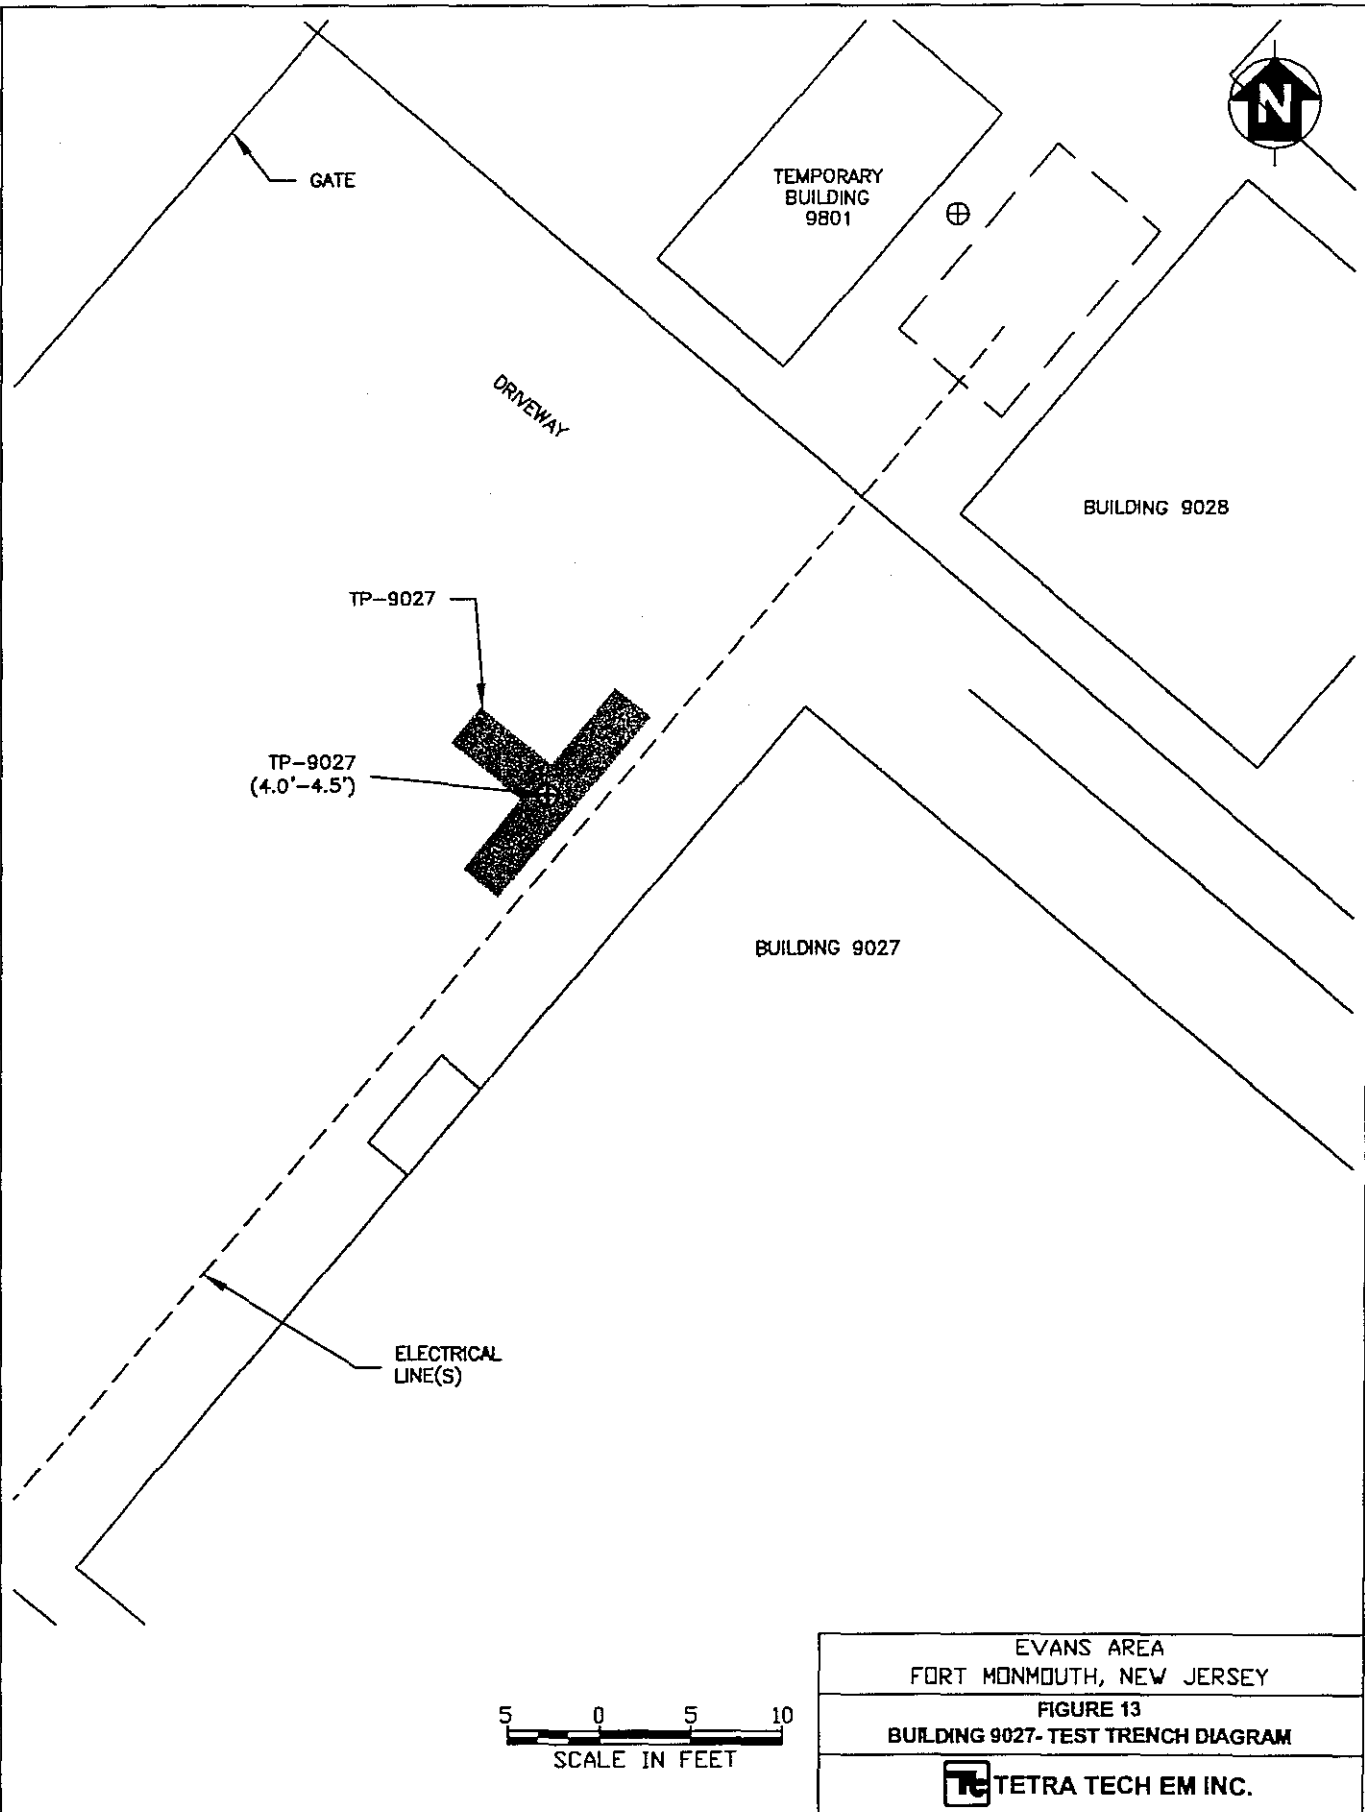 N
GATE
TEMPORARY
BUILDING
9801
DRIVEWAY
BUILDING 9028
TP-9027
TP-9027
(4.0'-4.5')
BUILDING 9027
ELECTRICAL
LINE(S)
5 0 5 10
SCALE IN FEET
EVANS AREA
FORT MONMOUTH, NEW JERSEY
FIGURE 13
BUILDING 9027- TEST TRENCH DIAGRAM
Tt TETRA TECH EM INC.